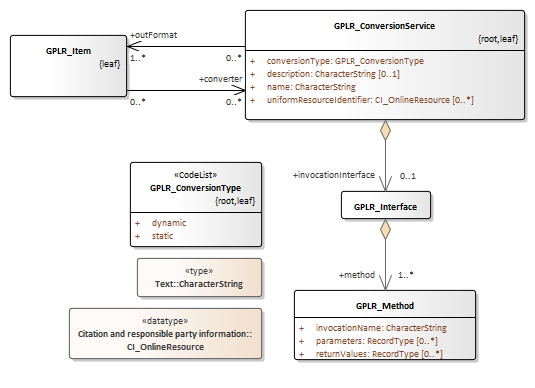 GPLR_Item
{leaf}
+outFormat
1..*
0..*
+converter
0..*
0..*
GPLR_ConversionService
{root,leaf}
+ conversionType: GPLR_ConversionType
+ description: CharacterString [0..1]
+ name: CharacterString
+ uniformResourceIdentifier: CI_OnlineResource [0..*]
+invocationInterface
0..1
«CodeList»
GPLR_ConversionType
{root,leaf}
+ dynamic
+ static
GPLR_Interface
«type»
Text::CharacterString
+method
1..*
«datatype»
Citation and responsible party information::
CI_OnlineResource
GPLR_Method
+ invocationName: CharacterString
+ parameters: RecordType [0..*]
+ returnValues: RecordType [0..*]